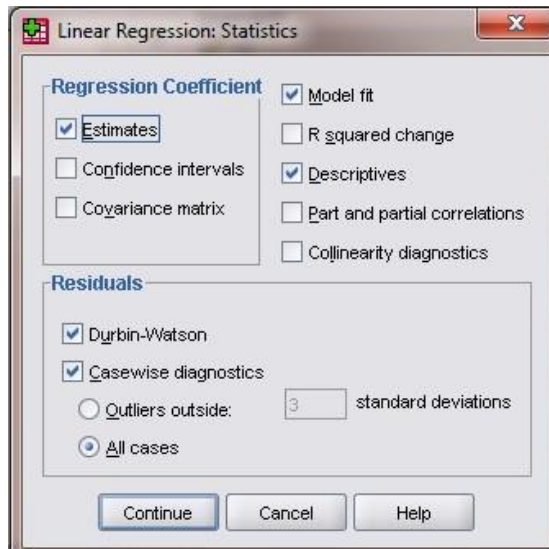 Linear Regression: Statistics
Regression Coefficient
Estimates
Confidence intervals
Covariance matrix
Model fit
R squared change
Descriptives
Part and partial correlations
Collinearity diagnostics
Residuals
Durbin-Watson
Casewise diagnostics
Outliers outside: 3 standard deviations
All cases
Continue Cancel Help